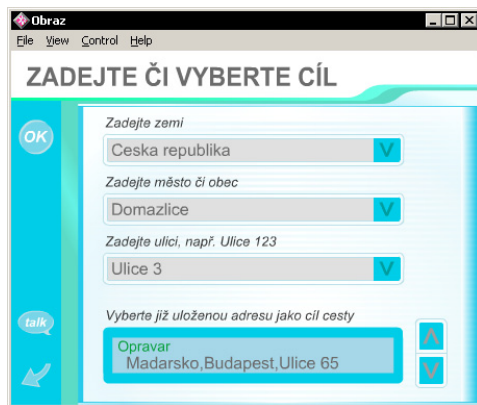 Obraz
File View Control Help
ZADEJTE ČI VYBERTE CÍL
OK
Zadejte zemi
Ceska republika
V
Zadejte město či obec
Domazlice
V
Zadejte ulici, např. Ulice 123
Ulice 3
V
Vyberte již uloženou adresu jako cíl cesty
talk
Opravar
Madarsko,Budapest,Ulice 65